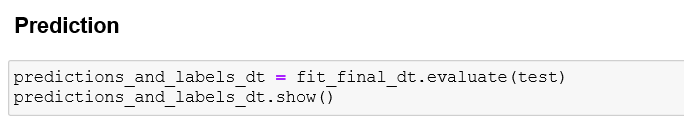 Prediction
predictions_and_labels_dt = fit_final_dt.evaluate(test)
predictions_and_labels_dt.show()